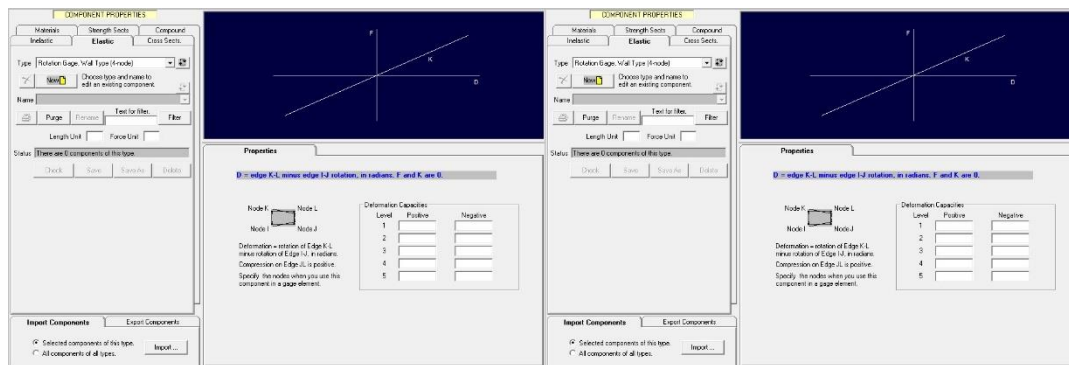 COMPONENT PROPERTIES
Materials Strength Sects Compound
Inelastic Elastic Cross Sects.
Type Rotation Gage, Wall Type (4-node)
New Choose type and name to
edit an existing component.
Name
Text for filter.
Purge Rename Filter
Length Unit Force Unit
Status There are 0 components of this type.
Check Save Save As Delete
Import Components Export Components
Selected components of this type.
All components of all types.
Import ...
F
K
D
Properties
D = edge K-L minus edge I-J rotation, in radians. F and K are 0.
Node K Node L
Node I Node J
Deformation = rotation of Edge K-L
minus rotation of Edge I-J, in radians.
Compression on Edge JL is positive.
Specify the nodes when you use this
component in a gage element.
Deformation Capacities
Level Positive Negative
1
2
3
4
5
COMPONENT PROPERTIES
Materials Strength Sects Compound
Inelastic Elastic Cross Sects.
Type Rotation Gage, Wall Type (4-node)
New Choose type and name to
edit an existing component.
Name
Text for filter.
Purge Rename Filter
Length Unit Force Unit
Status There are 0 components of this type.
Check Save Save As Delete
Import Components Export Components
Selected components of this type.
All components of all types.
Import ...
F
K
D
Properties
D = edge K-L minus edge I-J rotation, in radians. F and K are 0.
Node K Node L
Node I Node J
Deformation = rotation of Edge K-L
minus rotation of Edge I-J, in radians.
Compression on Edge JL is positive.
Specify the nodes when you use this
component in a gage element.
Deformation Capacities
Level Positive Negative
1
2
3
4
5